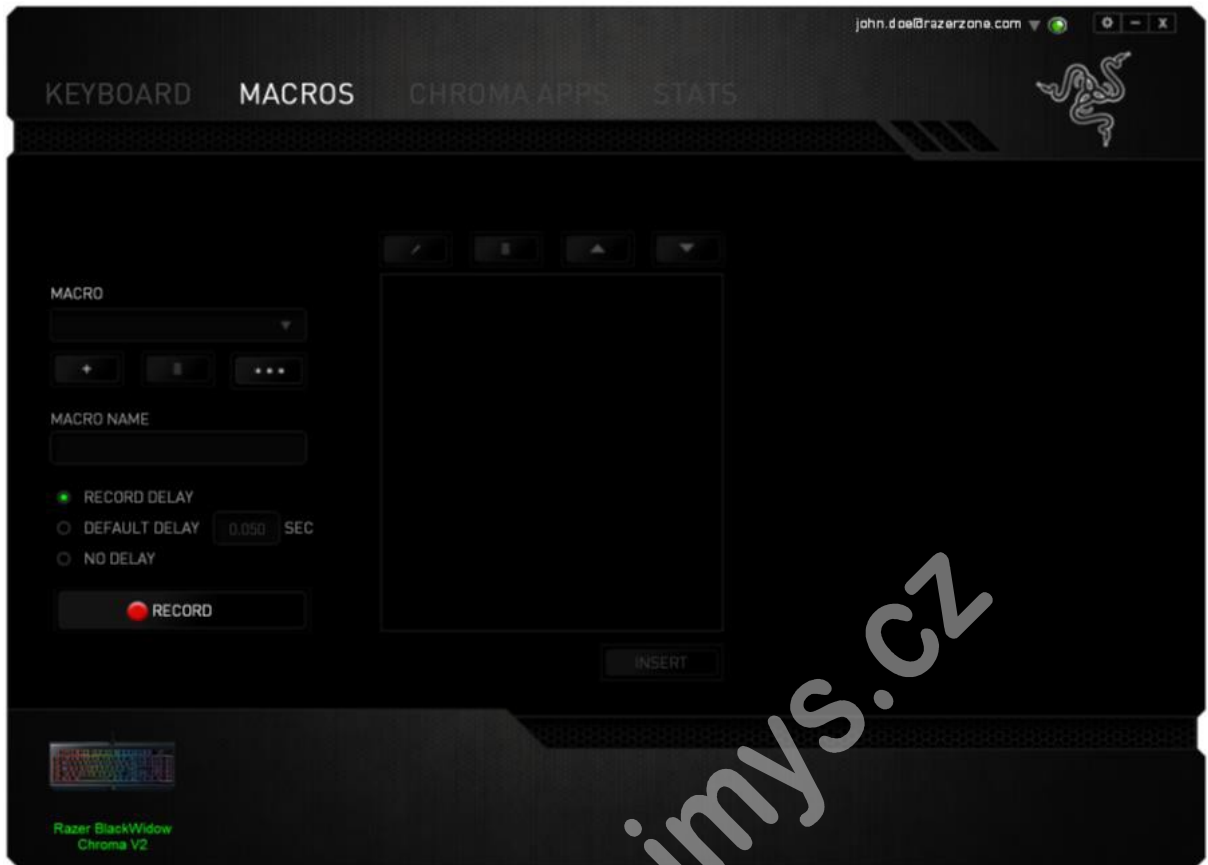 john.doe@razerzone.com
KEYBOARD MACROS CHROMA APPS STATS
MACRO
MACRO NAME
RECORD DELAY
DEFAULT DELAY 0.050 SEC
NO DELAY
RECORD
INSERT
Razer BlackWidow
Chroma V2
imys.cz